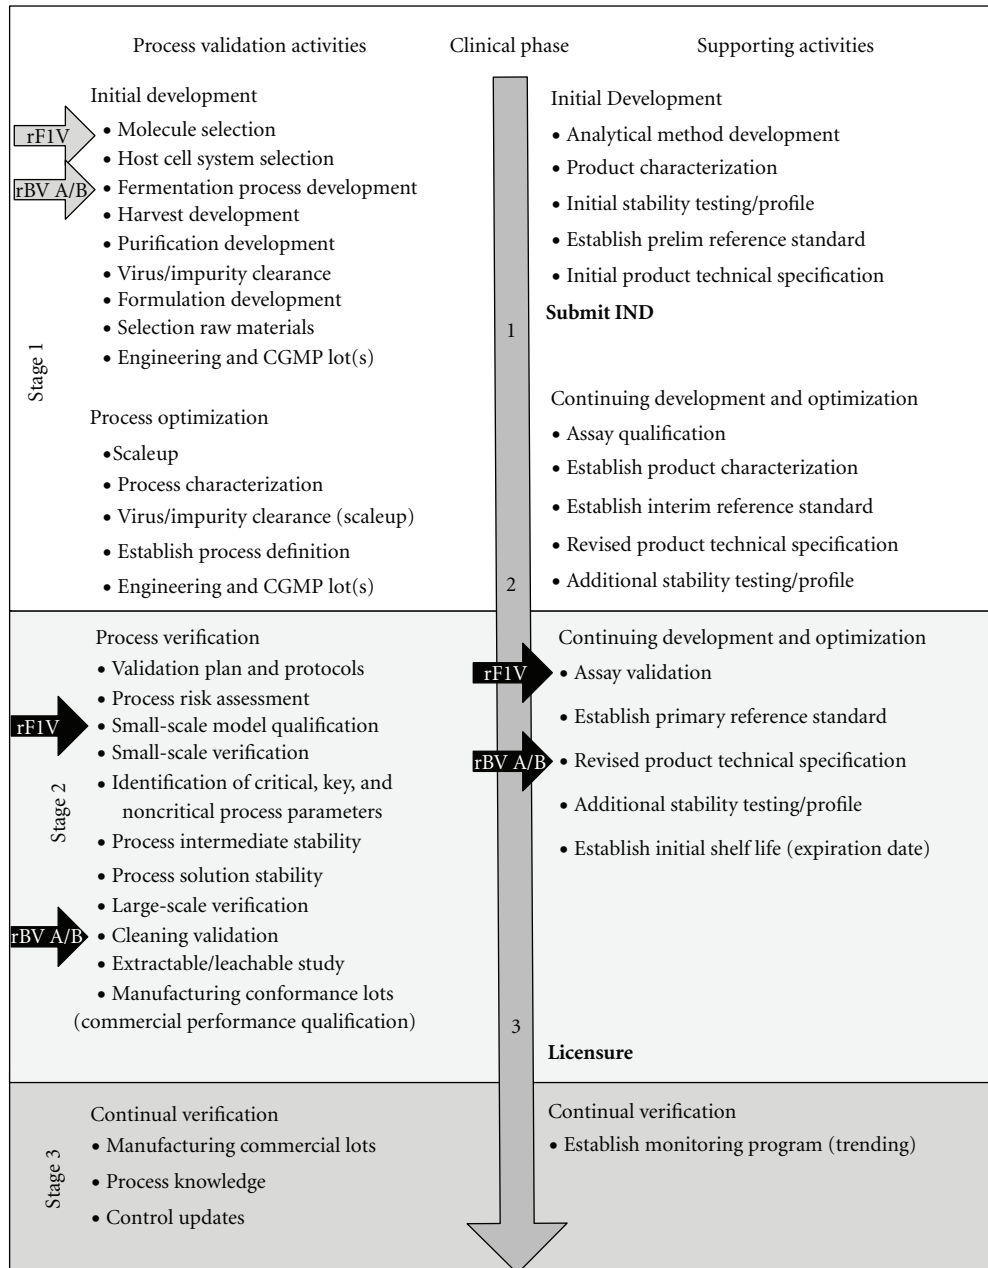 Process validation activities
Clinical phase
Supporting activities
Initial development
rF1V
• Molecule selection
• Host cell system selection
rBV A/B
• Fermentation process development
• Harvest development
• Purification development
• Virus/impurity clearance
• Formulation development
• Selection raw materials
• Engineering and CGMP lot(s)
Stage 1
Process optimization
•Scaleup
• Process characterization
• Virus/impurity clearance (scaleup)
• Establish process definition
• Engineering and CGMP lot(s)
1
2
Initial Development
• Analytical method development
• Product characterization
• Initial stability testing/profile
• Establish prelim reference standard
• Initial product technical specification
Submit IND
Continuing development and optimization
• Assay qualification
• Establish product characterization
• Establish interim reference standard
• Revised product technical specification
• Additional stability testing/profile
Process verification
• Validation plan and protocols
• Process risk assessment
rF1V
• Small-scale model qualification
• Small-scale verification
Stage 2
• Identification of critical, key, and
noncritical process parameters
• Process intermediate stability
• Process solution stability
• Large-scale verification
rBV A/B
• Cleaning validation
• Extractable/leachable study
• Manufacturing conformance lots
(commercial performance qualification)
3
Continuing development and optimization
rF1V
• Assay validation
• Establish primary reference standard
rBV A/B
• Revised product technical specification
• Additional stability testing/profile
• Establish initial shelf life (expiration date)
Licensure
Stage 3
Continual verification
• Manufacturing commercial lots
• Process knowledge
• Control updates
Continual verification
• Establish monitoring program (trending)